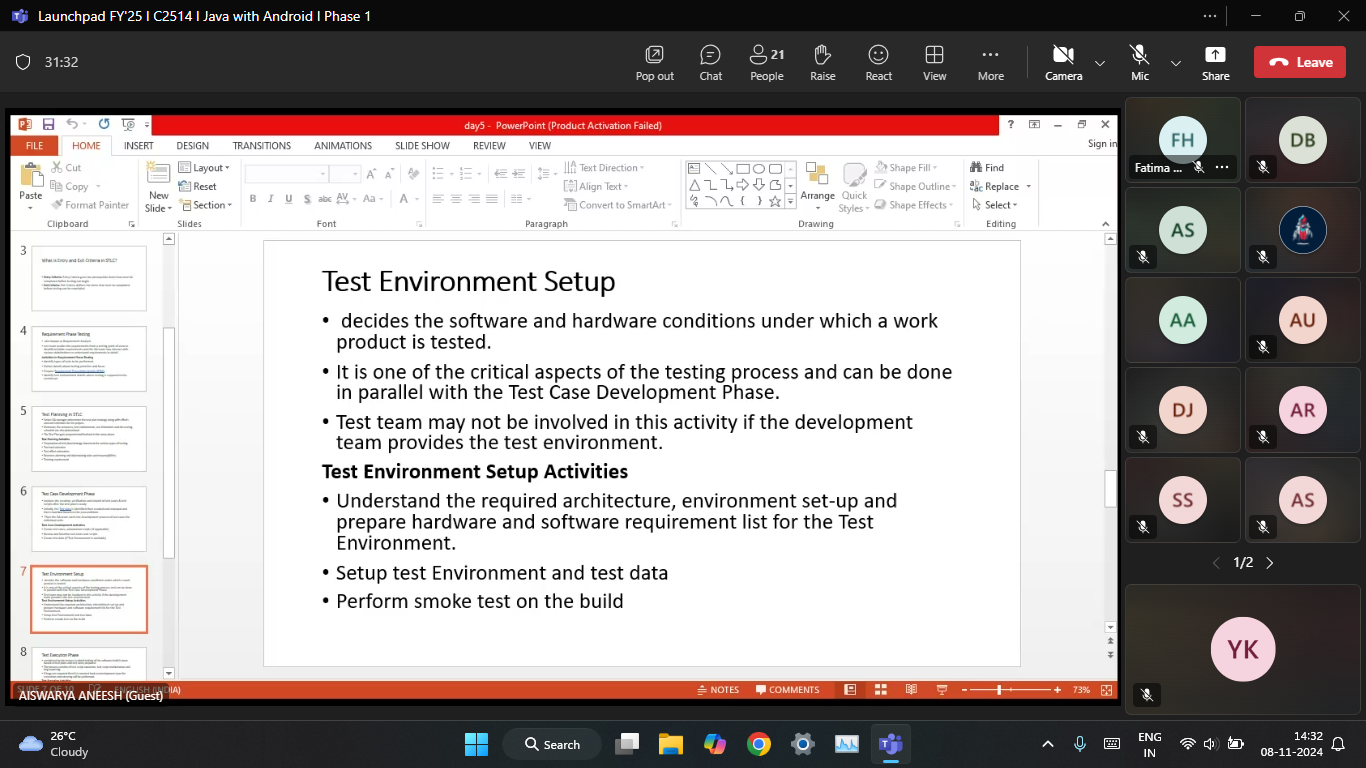 Launchpad FY'25 | C2514 | Java with Android | Phase 1
31:32
Pop out
Chat
21
People
Raise
React
View
More
Camera
Mic
Share
Leave
day5 - PowerPoint (Product Activation Failed)
FILE HOME INSERT DESIGN TRANSITIONS ANIMATIONS SLIDE SHOW REVIEW VIEW Sign in
Paste
Cut
Copy
Format Painter
Clipboard
New
Slide
Layout
Reset
Section
Slides
B I U S abc AV Aa A
Font
Text Direction
Align Text
Convert to SmartArt
Paragraph
Arrange
Quick
Styles
Shape Fill
Shape Outline
Shape Effects
Drawing
Find
Replace
Select
Editing
3
What is Entry and Exit Criteria in STLC?
4
Requirement Phase Testing
5
Test Planning in STLC
6
Test Case Development Phase
7
Test Environment Setup
8
Test Execution Phase
Test Environment Setup
• decides the software and hardware conditions under which a work
product is tested.
• It is one of the critical aspects of the testing process and can be done
in parallel with the Test Case Development Phase.
• Test team may not be involved in this activity if the development
team provides the test environment.
Test Environment Setup Activities
• Understand the required architecture, environment set-up and
prepare hardware and software requirement list for the Test
Environment.
• Setup test Environment and test data
• Perform smoke test on the build
SLIDE 7 OF 10 ENGLISH (INDIA)
AISWARYA ANEESH (Guest)
NOTES COMMENTS 73%
FH
Fatima ...
DB
AS
AA
AU
DJ
AR
SS
AS
1/2
YK
26°C
Cloudy
Search
ENG
IN
14:32
08-11-2024